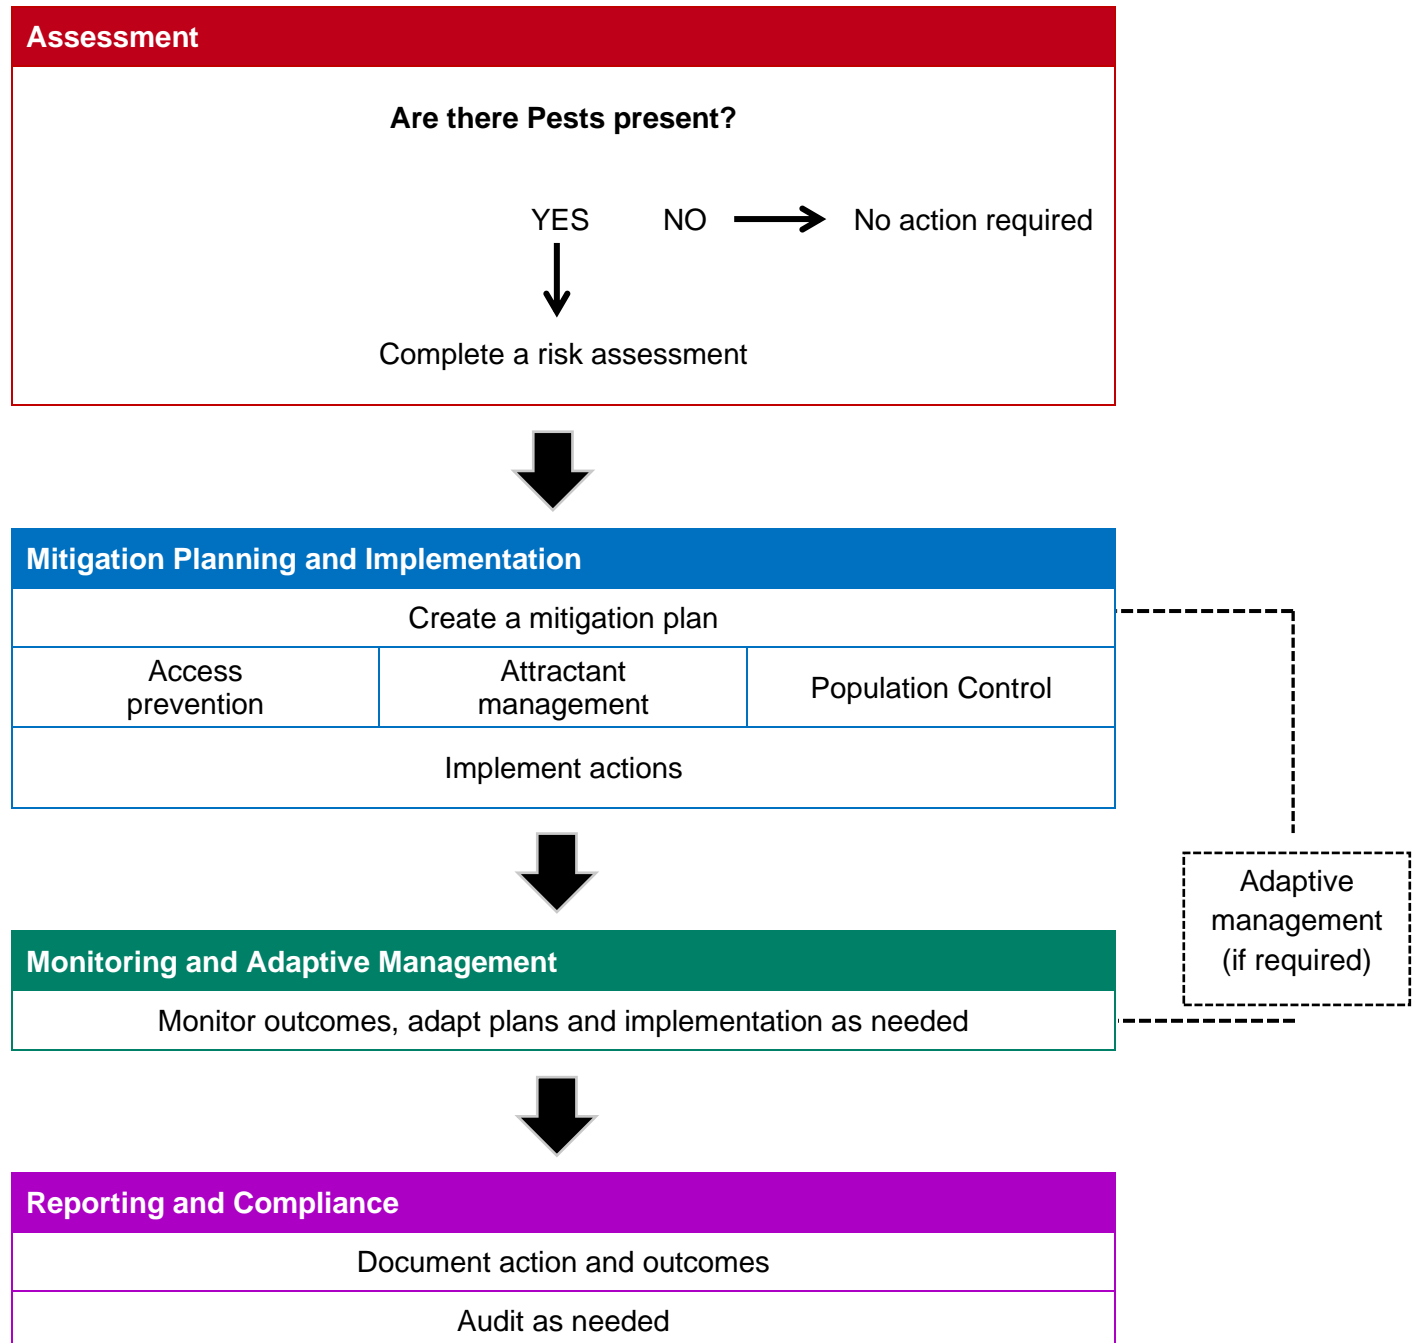 Assessment
Are there Pests present?
YES NO No action required
Complete a risk assessment
Mitigation Planning and Implementation
Create a mitigation plan
Access
prevention
Attractant
management
Population Control
Implement actions
Adaptive
management
(if required)
Monitoring and Adaptive Management
Monitor outcomes, adapt plans and implementation as needed
Reporting and Compliance
Document action and outcomes
Audit as needed